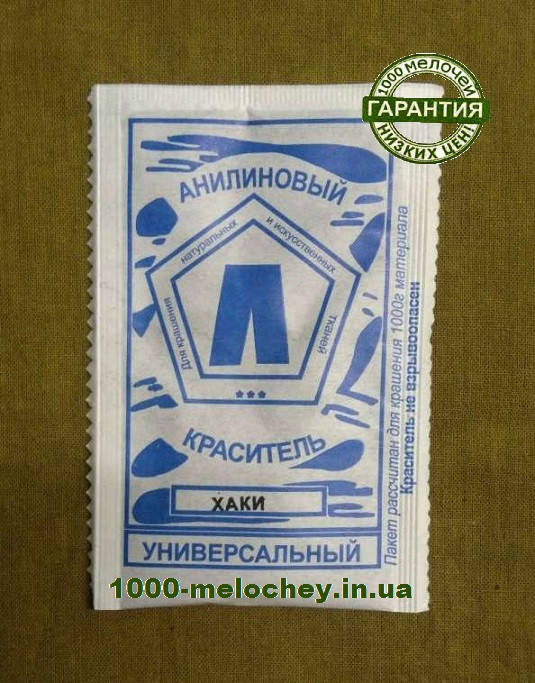 1000 мелочей
ГАРАНТИЯ
НИЗКИХ ЦЕН!
АНИЛИНОВЫЙ
Для крашения натуральных и искусственных тканей
КРАСИТЕЛЬ
ХАКИ
УНИВЕРСАЛЬНЫЙ
Пакет рассчитан для крашения 1000г материала
Краситель не взрывоопасен
1000-melochey.in.ua